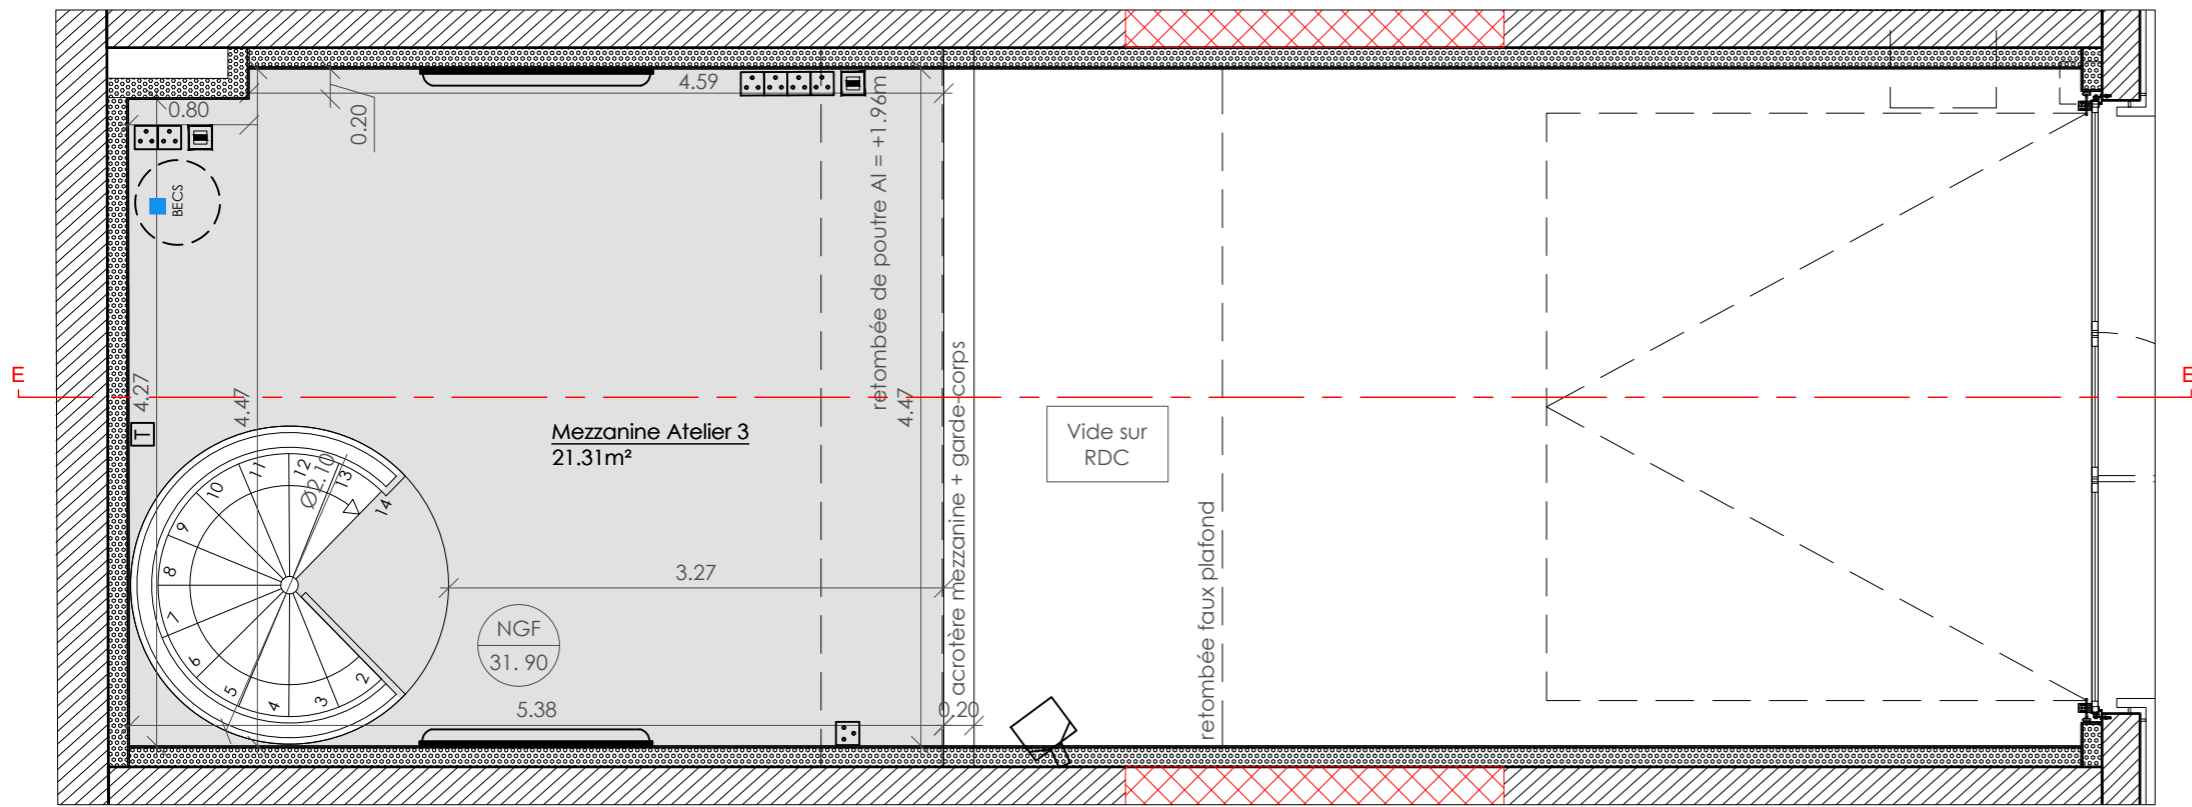 4.59
0.80
0.20
retombée de poutre AI = +1.96m
BECS
E
E
4.27
4.47
4.47
Mezzanine Atelier 3
21.31m²
Vide sur
RDC
acrotère mezzanine + garde-corps
retombée faux plafond
T
Ø2.10
14
13
12
11
10
9
8
7
6
5
4
3
2
3.27
NGF
31. 90
5.38
0.20